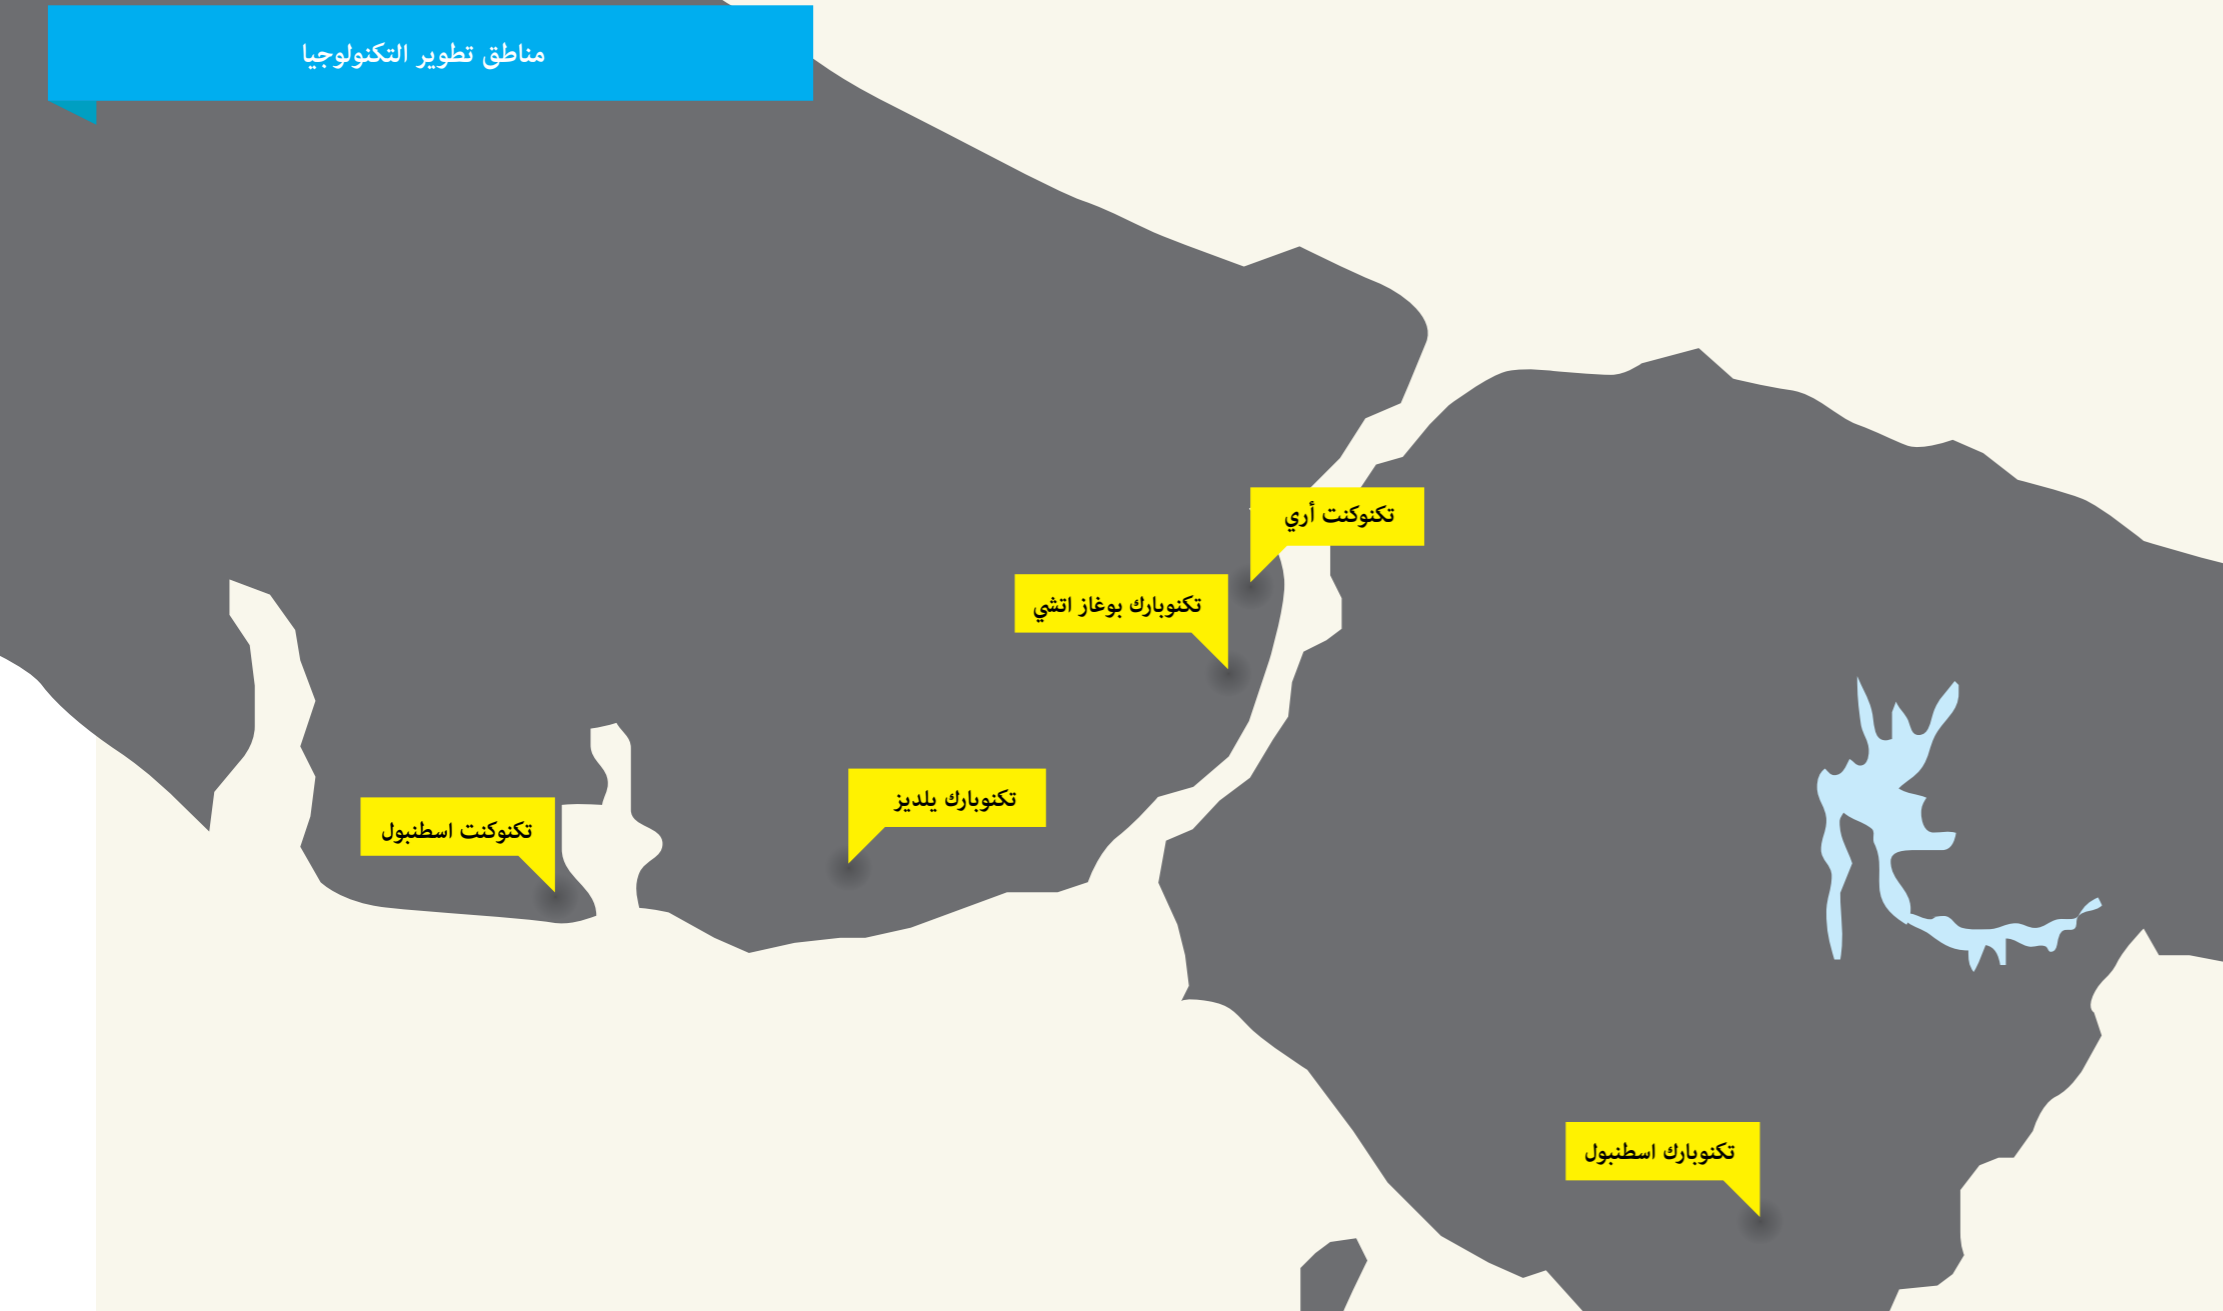 مناطق تطوير التكنولوجيا
تكنوكنت أري
تكنوبارك بوغاز اتشي
تكنوبارك يلديز
تكنوكنت اسطنبول
تكنوبارك اسطنبول